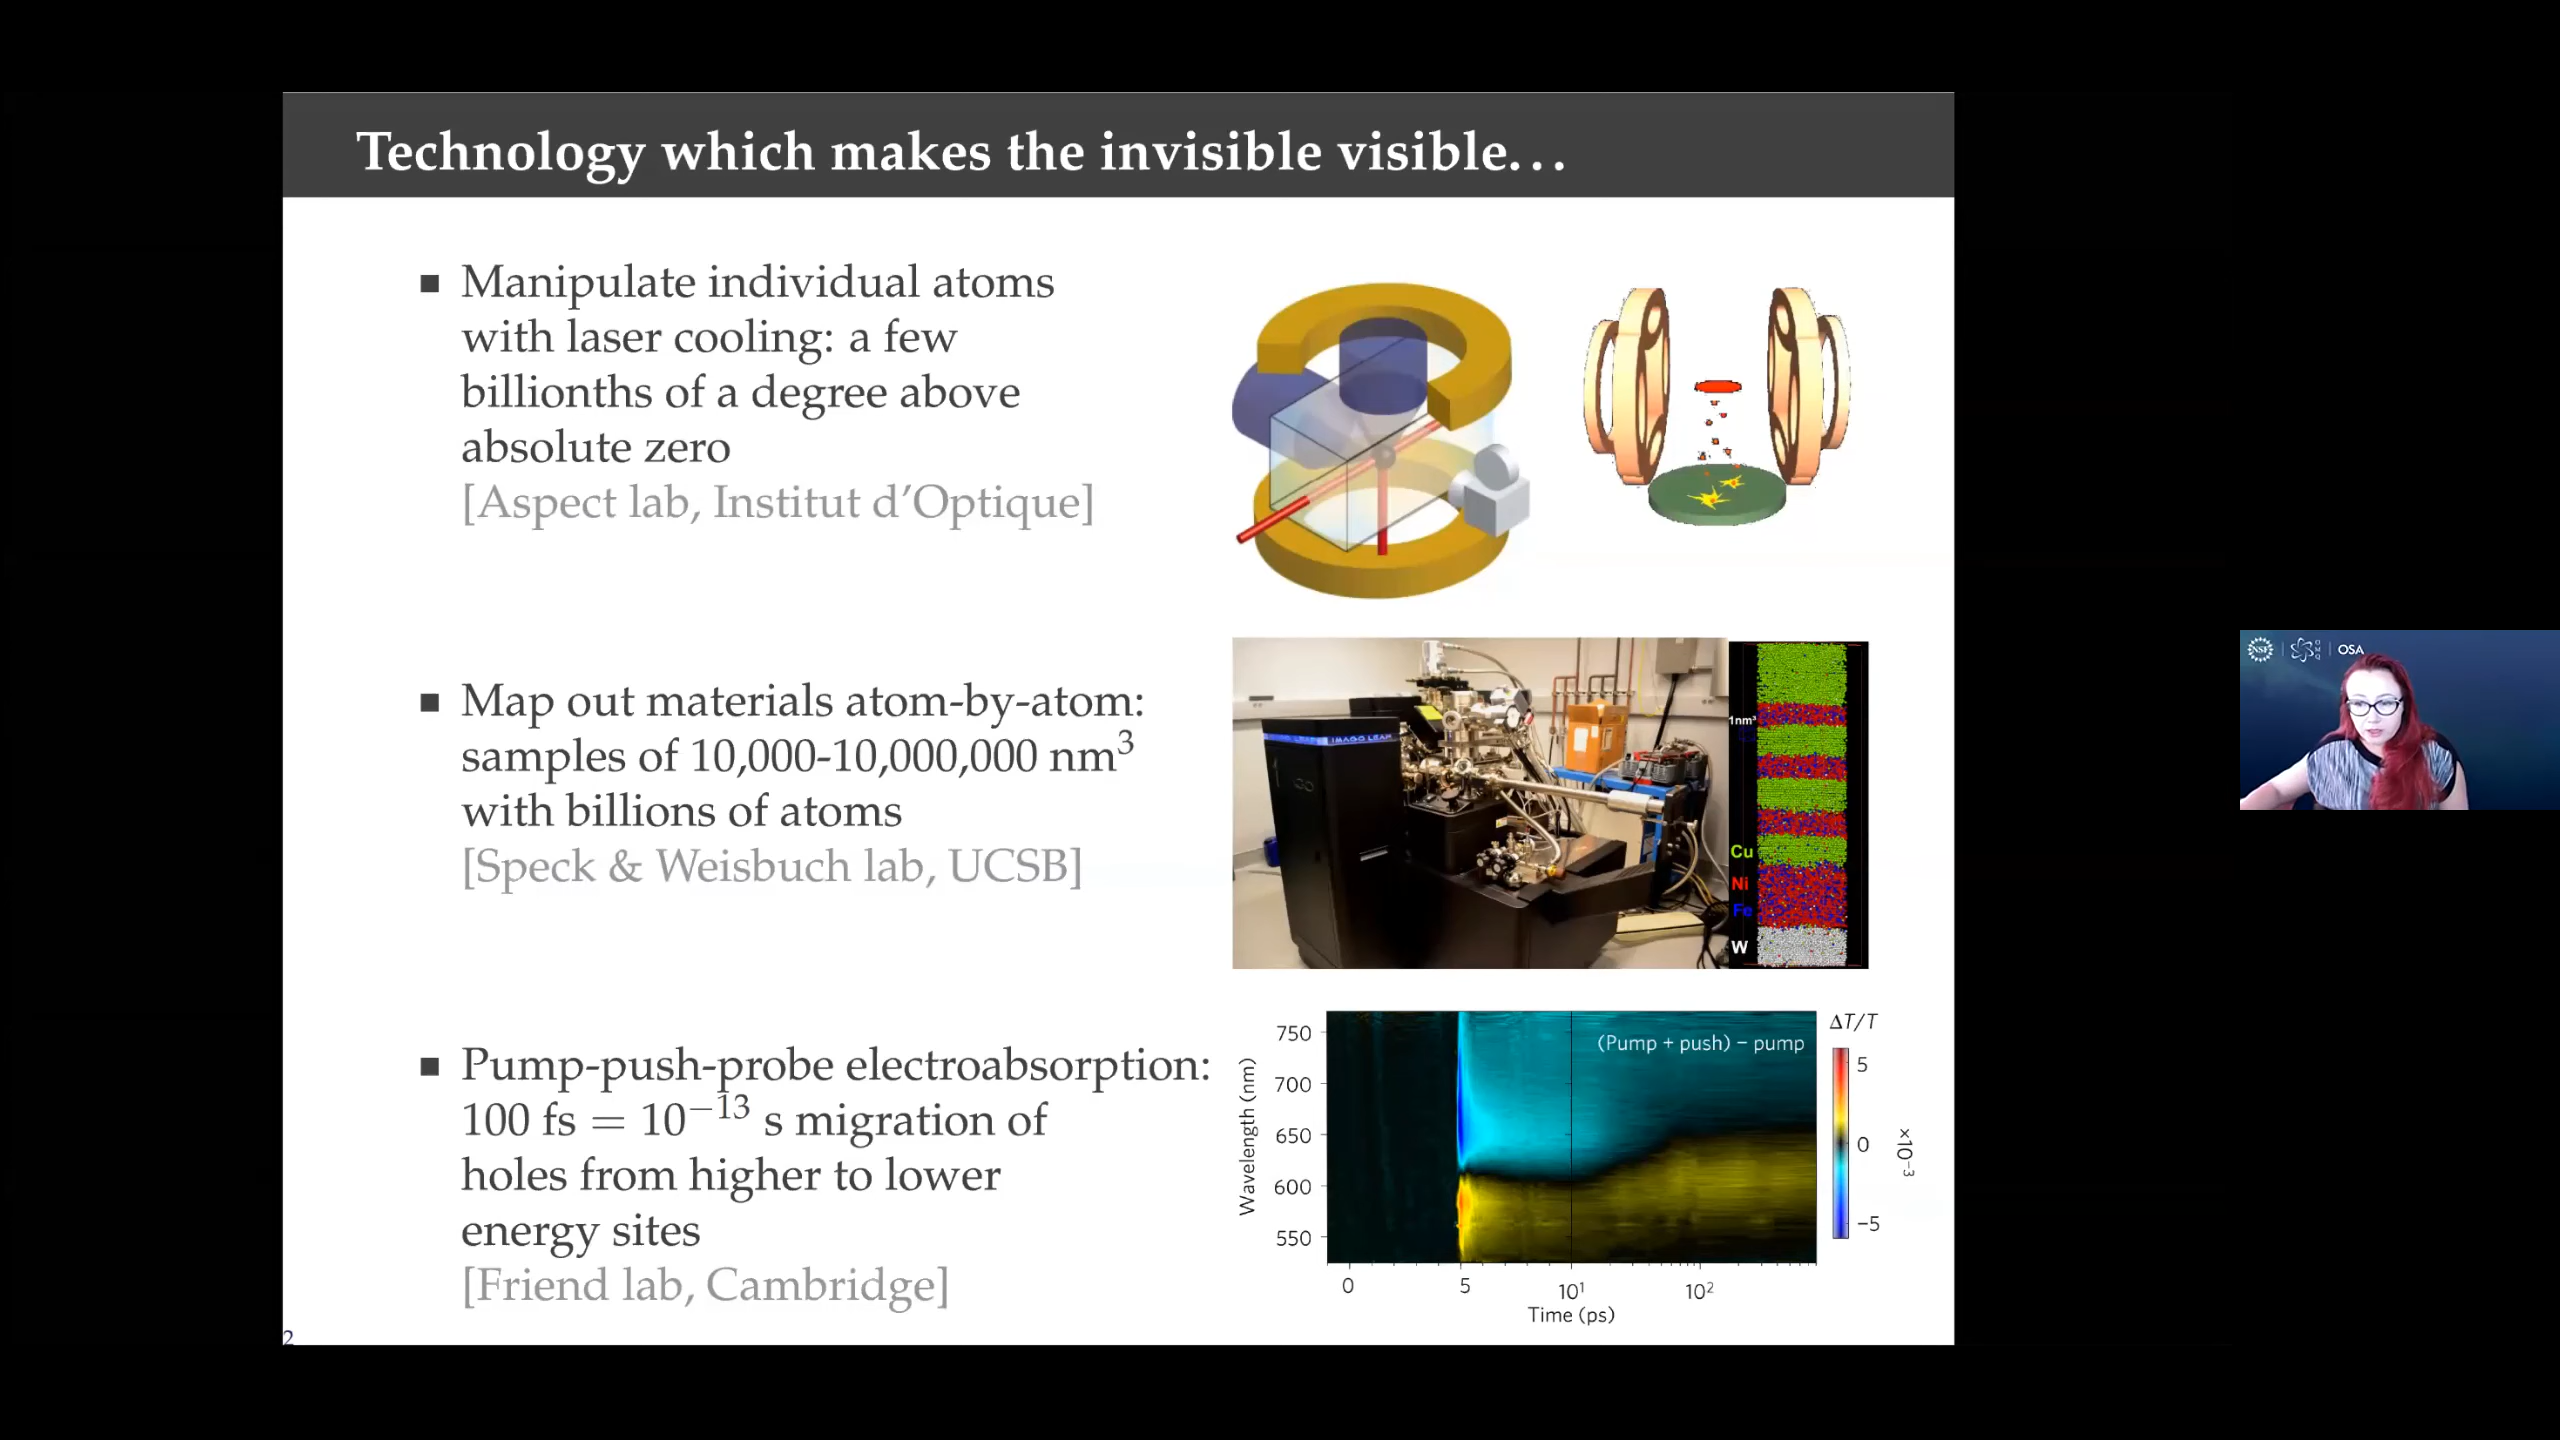 Technology which makes the invisible visible...
■ Manipulate individual atoms
with laser cooling: a few
billionths of a degree above
absolute zero
[Aspect lab, Institut d’Optique]
■ Map out materials atom-by-atom:
samples of 10,000-10,000,000 nm³
with billions of atoms
[Speck & Weisbuch lab, UCSB]
IMAGO LEAP
1nm³
Cu
Ni
Fe
W
■ Pump-push-probe electroabsorption:
100 fs = 10⁻¹³ s migration of
holes from higher to lower
energy sites
[Friend lab, Cambridge]
(Pump + push) − pump
Wavelength (nm)
750
700
650
600
550
0 5 10¹ 10²
Time (ps)
ΔT/T
5
0
−5
×10⁻³
2
NSF OSA